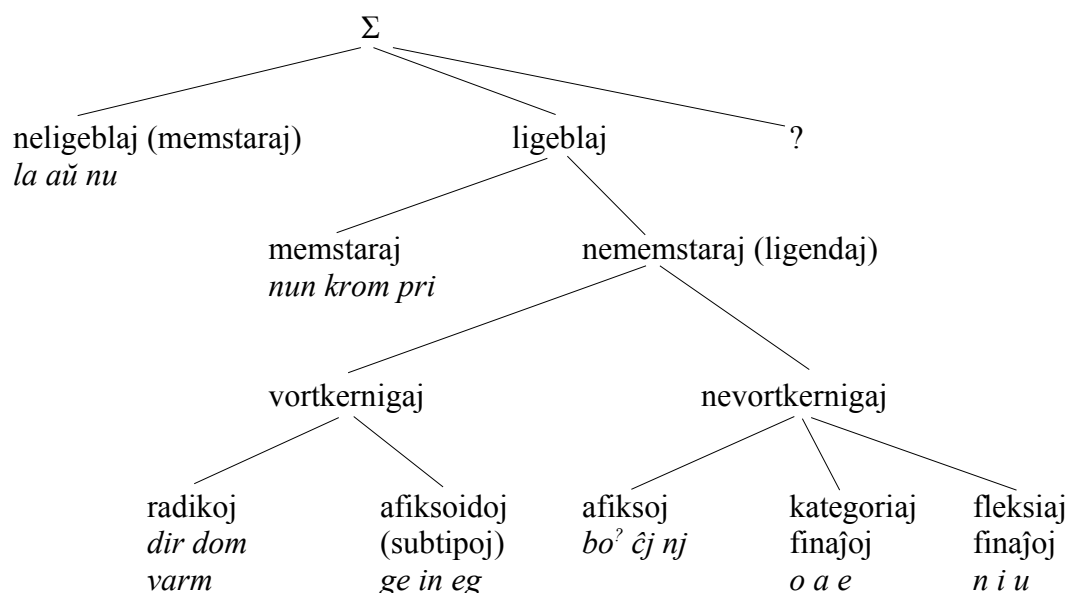 Σ
neligeblaj (memstaraj)
la aŭ nu
ligeblaj
?
memstaraj
nun krom pri
nememstaraj (ligendaj)
vortkernigaj
nevortkernigaj
radikoj
dir dom
varm
afiksoidoj
(subtipoj)
ge in eg
afiksoj
bo? ĉj nj
kategoriaj
finaĵoj
o a e
fleksiaj
finaĵoj
n i u